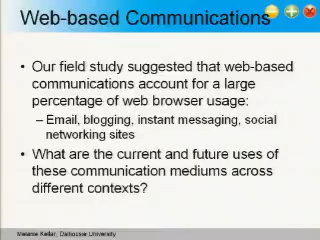 Web-based Communications
• Our field study suggested that web-based
communications account for a large
percentage of web browser usage:
– Email, blogging, instant messaging, social
networking sites
• What are the current and future uses of
these communication mediums across
different contexts?
Melanie Kellar, Dalhousie University